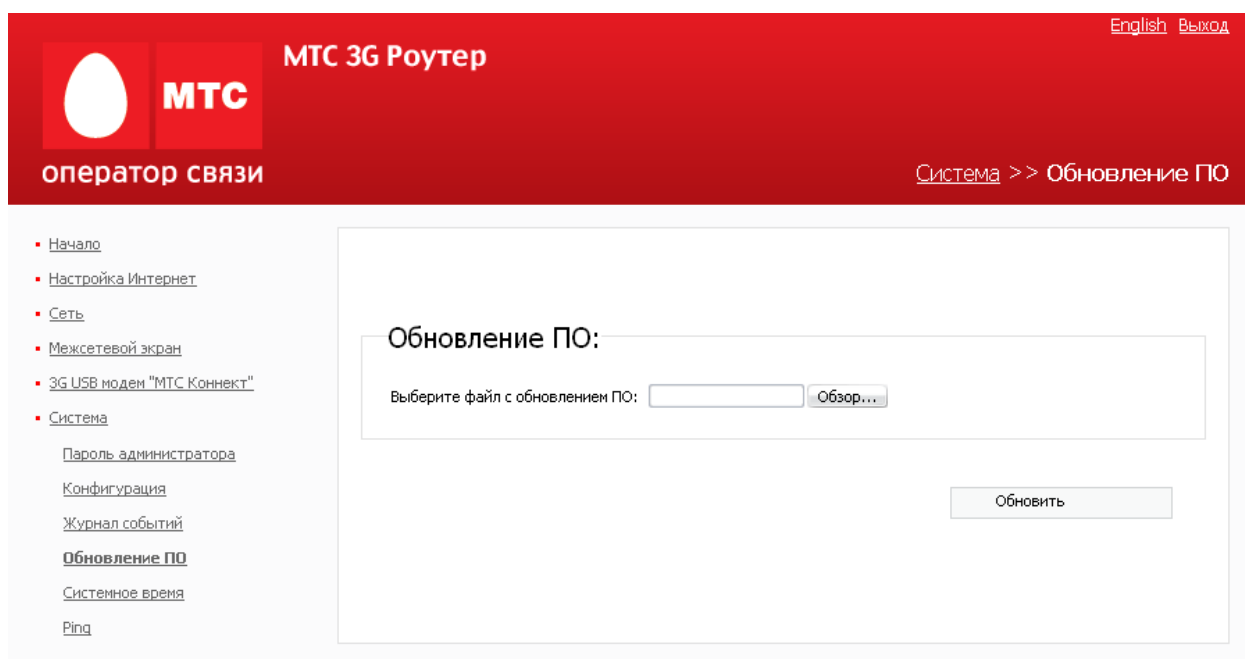 English Выход
МТС 3G Роутер
МТС
оператор связи
Система >> Обновление ПО
Начало
Настройка Интернет
Сеть
Межсетевой экран
3G USB модем "МТС Коннект"
Система
Пароль администратора
Конфигурация
Журнал событий
Обновление ПО
Системное время
Ping
Обновление ПО:
Выберите файл с обновлением ПО: Обзор...
Обновить